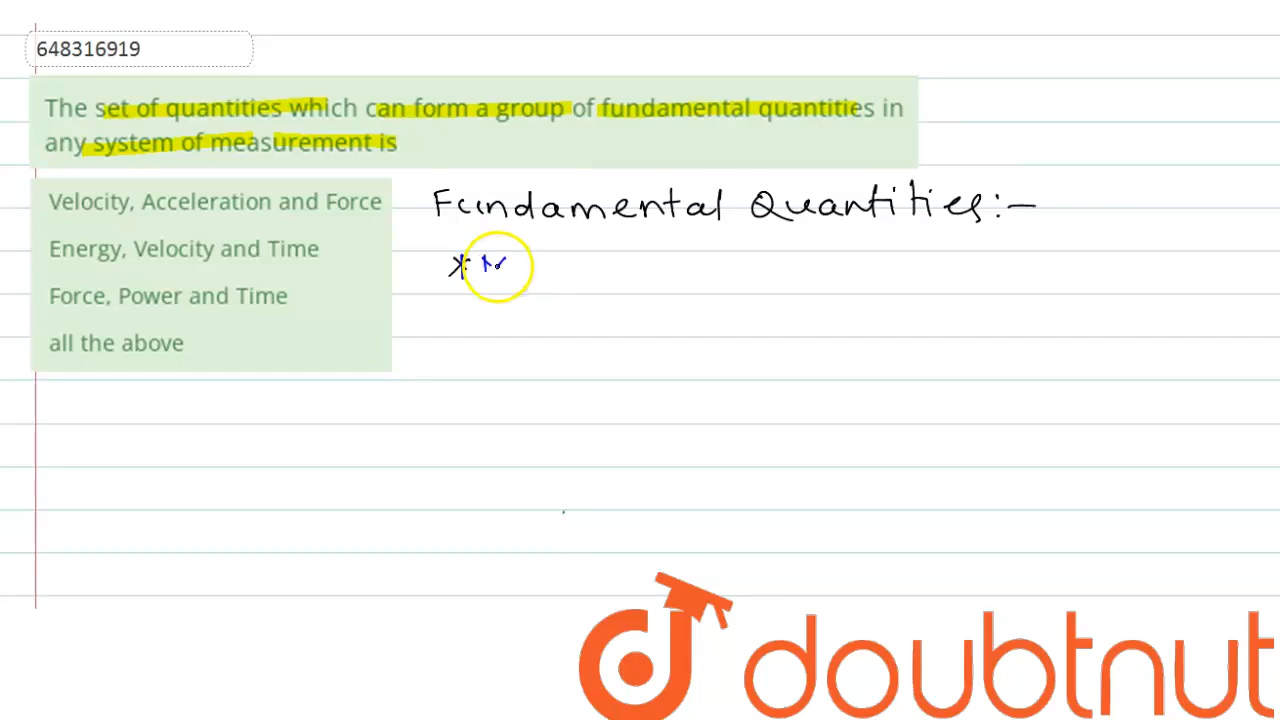 648316919
The set of quantities which can form a group of fundamental quantities in
any system of measurement is
Velocity, Acceleration and Force
Energy, Velocity and Time
Force, Power and Time
all the above
Fundamental Quantities:-
*
doubtnut